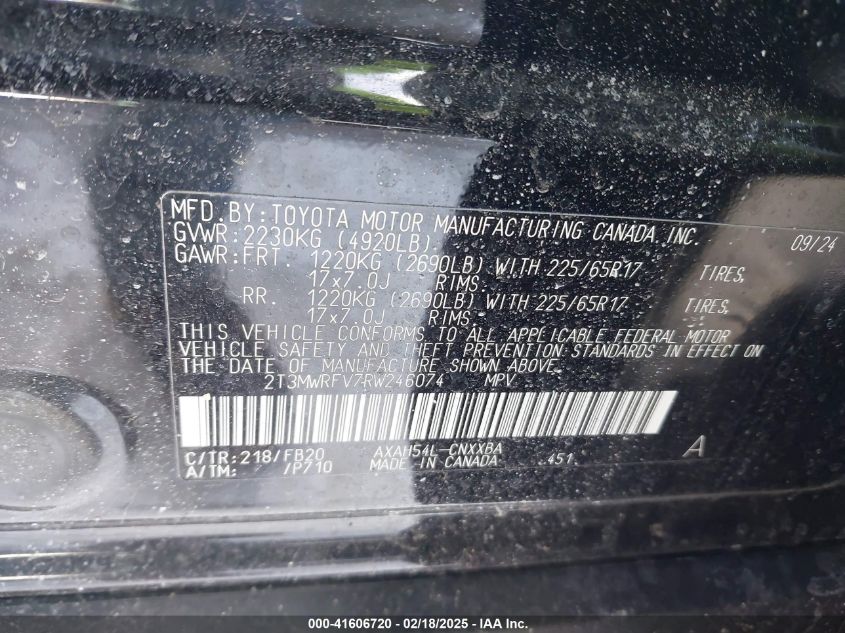 MFD. BY: TOYOTA MOTOR MANUFACTURING CANADA INC. 09/24
GVWR: 2230KG (4920LB)
GAWR: FRT. 1220KG (2690LB) WITH 225/65R17 TIRES,
17x7.0J RIMS
RR. 1220KG (2690LB) WITH 225/65R17 TIRES,
17x7.0J RIMS
THIS VEHICLE CONFORMS TO ALL APPLICABLE FEDERAL MOTOR
VEHICLE SAFETY AND THEFT PREVENTION STANDARDS IN EFFECT ON
THE DATE OF MANUFACTURE SHOWN ABOVE.
2T3MWRFV7RW246074 MPV
C/TR: 218/FB20 AXAH54L-CNXXBA 451 A
A/TM: /P710 MADE IN CANADA
000-41606720 / 02/18/2025 - IAA Inc.